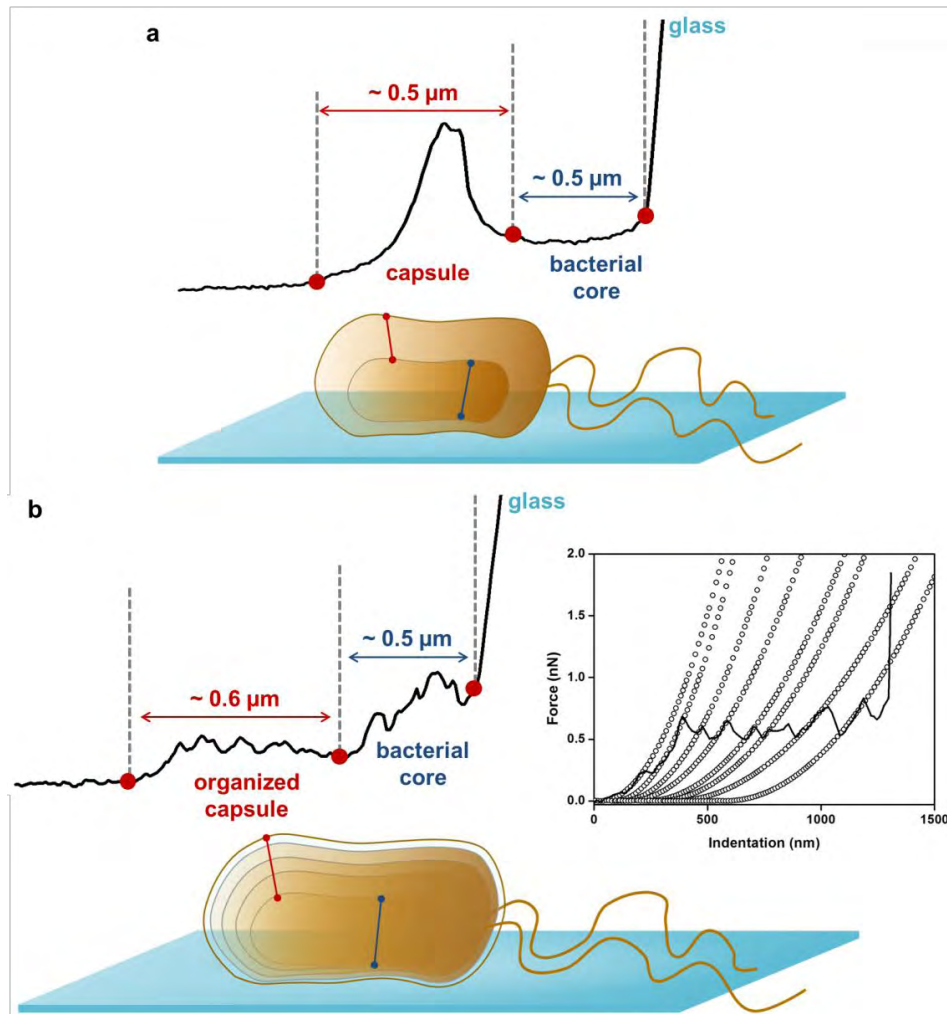 a
glass
~ 0.5 µm
~ 0.5 µm
capsule
bacterial
core
b
glass
~ 0.5 µm
~ 0.6 µm
bacterial
core
organized
capsule
2.0
1.5
1.0
0.5
0.0
Force (nN)
0
500
1000
1500
Indentation (nm)